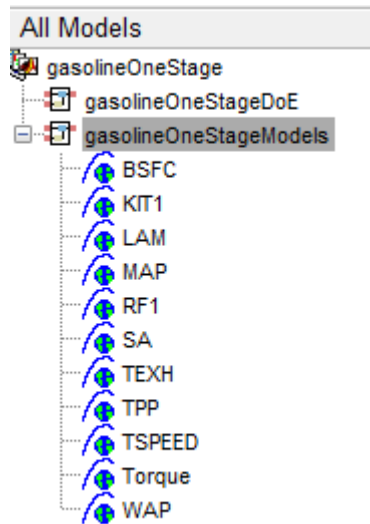 All Models
gasolineOneStage
gasolineOneStageDoE
gasolineOneStageModels
BSFC
KIT1
LAM
MAP
RF1
SA
TEXH
TPP
TSPEED
Torque
WAP